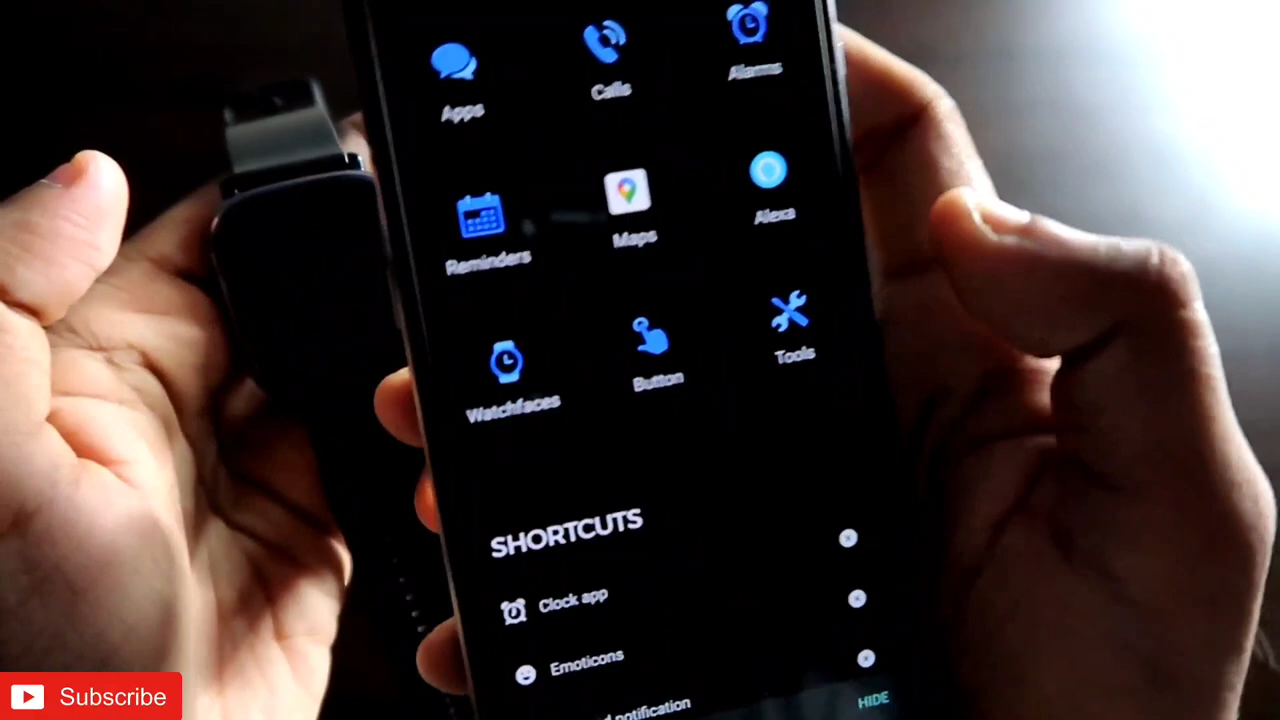 Apps
Calls
Alarms
Reminders
Maps
Alexa
Watchfaces
Button
Tools
SHORTCUTS
Clock app
Emoticons
notification
HIDE
Subscribe